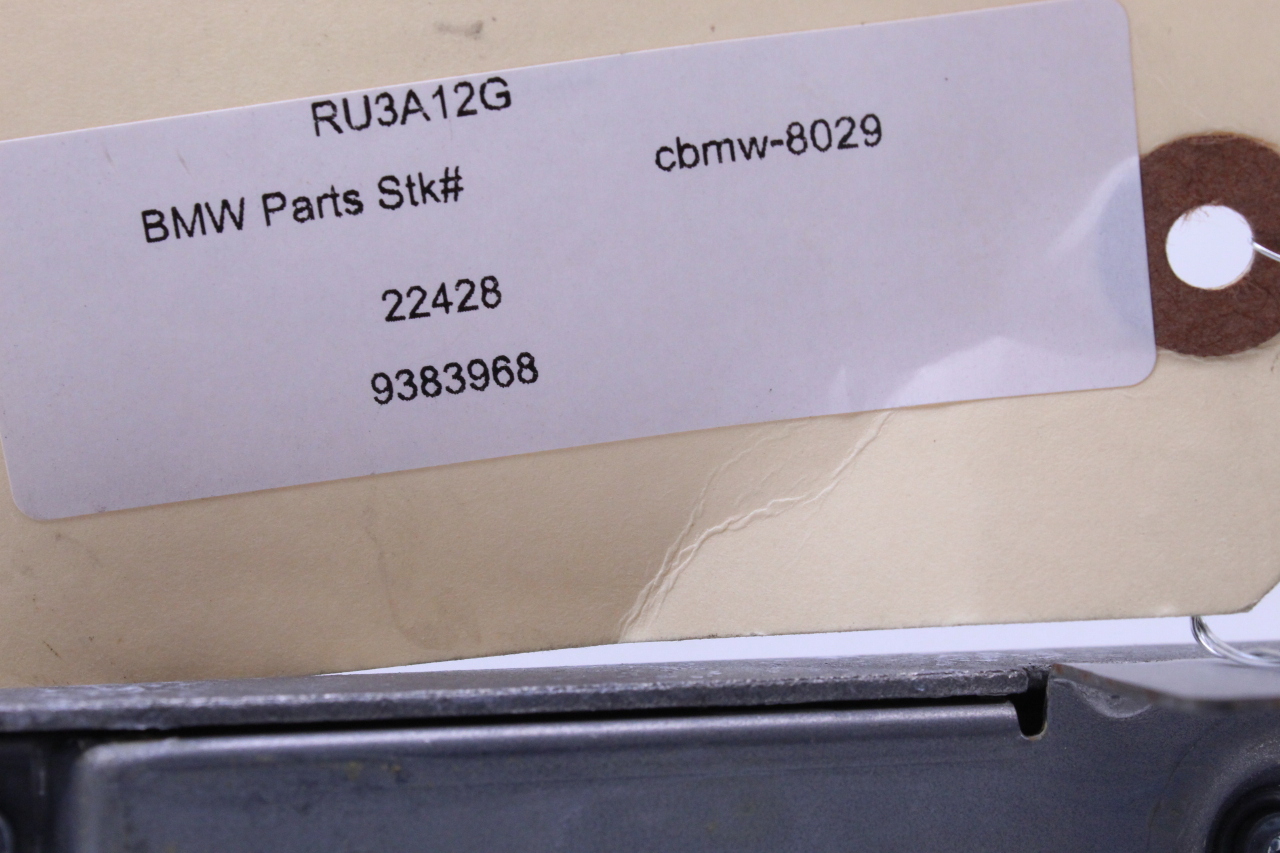 RU3A12G
cbmw-8029
BMW Parts Stk#
22428
9383968